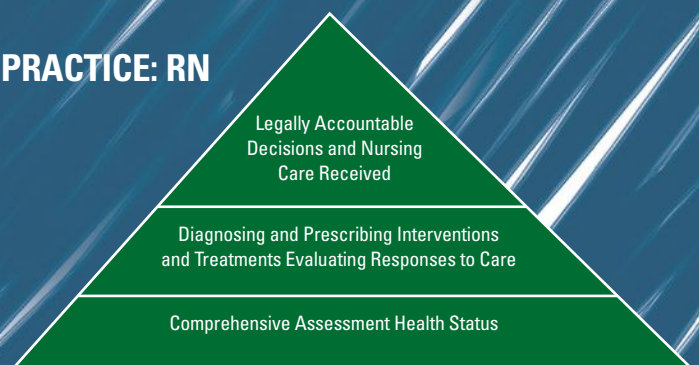 PRACTICE: RN
Legally Accountable
Decisions and Nursing
Care Received
Diagnosing and Prescribing Interventions
and Treatments Evaluating Responses to Care
Comprehensive Assessment Health Status